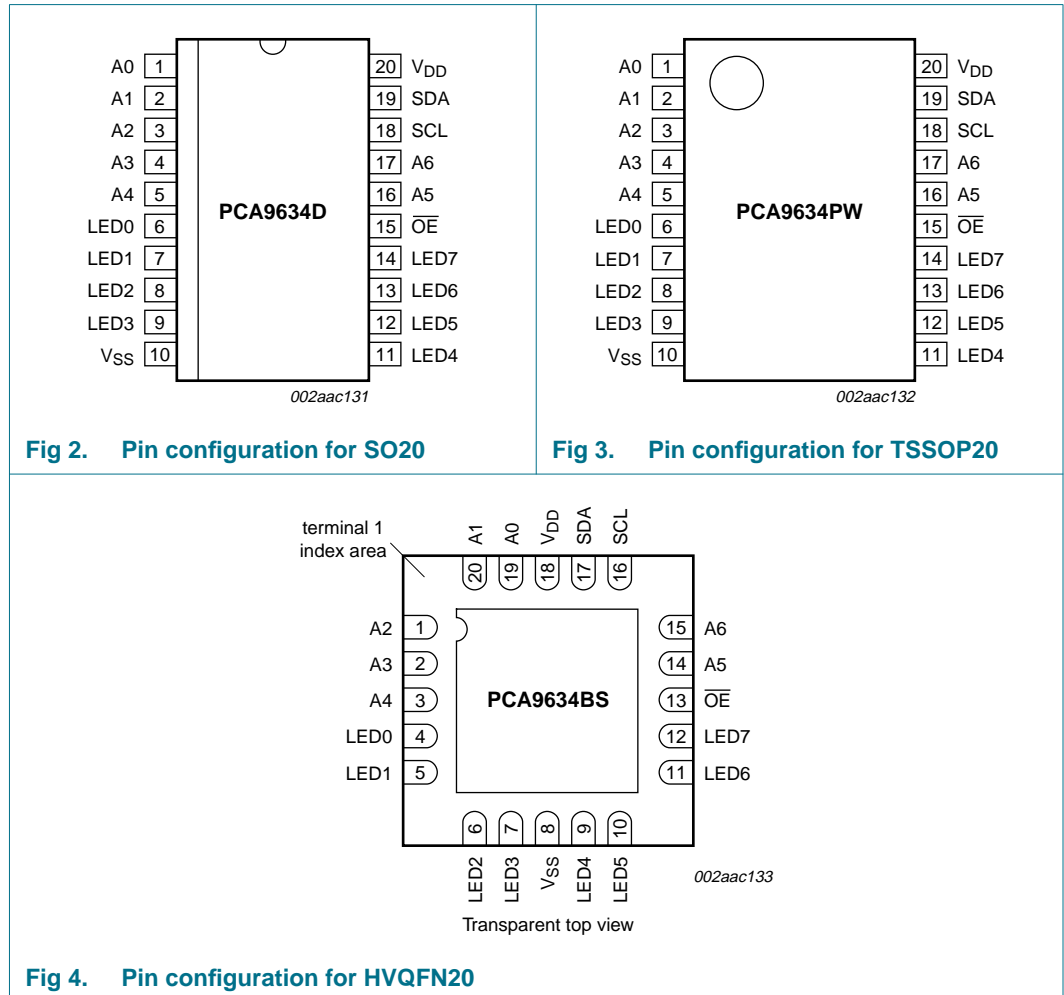 A0 1 20 VDD
A1 2 19 SDA
A2 3 18 SCL
A3 4 17 A6
A4 5 16 A5
PCA9634D
LED0 6 15 OE
LED1 7 14 LED7
LED2 8 13 LED6
LED3 9 12 LED5
VSS 10 11 LED4
002aac131
Fig 2. Pin configuration for SO20
A0 1 20 VDD
A1 2 19 SDA
A2 3 18 SCL
A3 4 17 A6
A4 5 16 A5
PCA9634PW
LED0 6 15 OE
LED1 7 14 LED7
LED2 8 13 LED6
LED3 9 12 LED5
VSS 10 11 LED4
002aac132
Fig 3. Pin configuration for TSSOP20
terminal 1
index area
A1 A0 VDD SDA SCL
20 19 18 17 16
A2 1 15 A6
A3 2 14 A5
A4 3 PCA9634BS 13 OE
LED0 4 12 LED7
LED1 5 11 LED6
6 7 8 9 10
LED2 LED3 VSS LED4 LED5
002aac133
Transparent top view
Fig 4. Pin configuration for HVQFN20